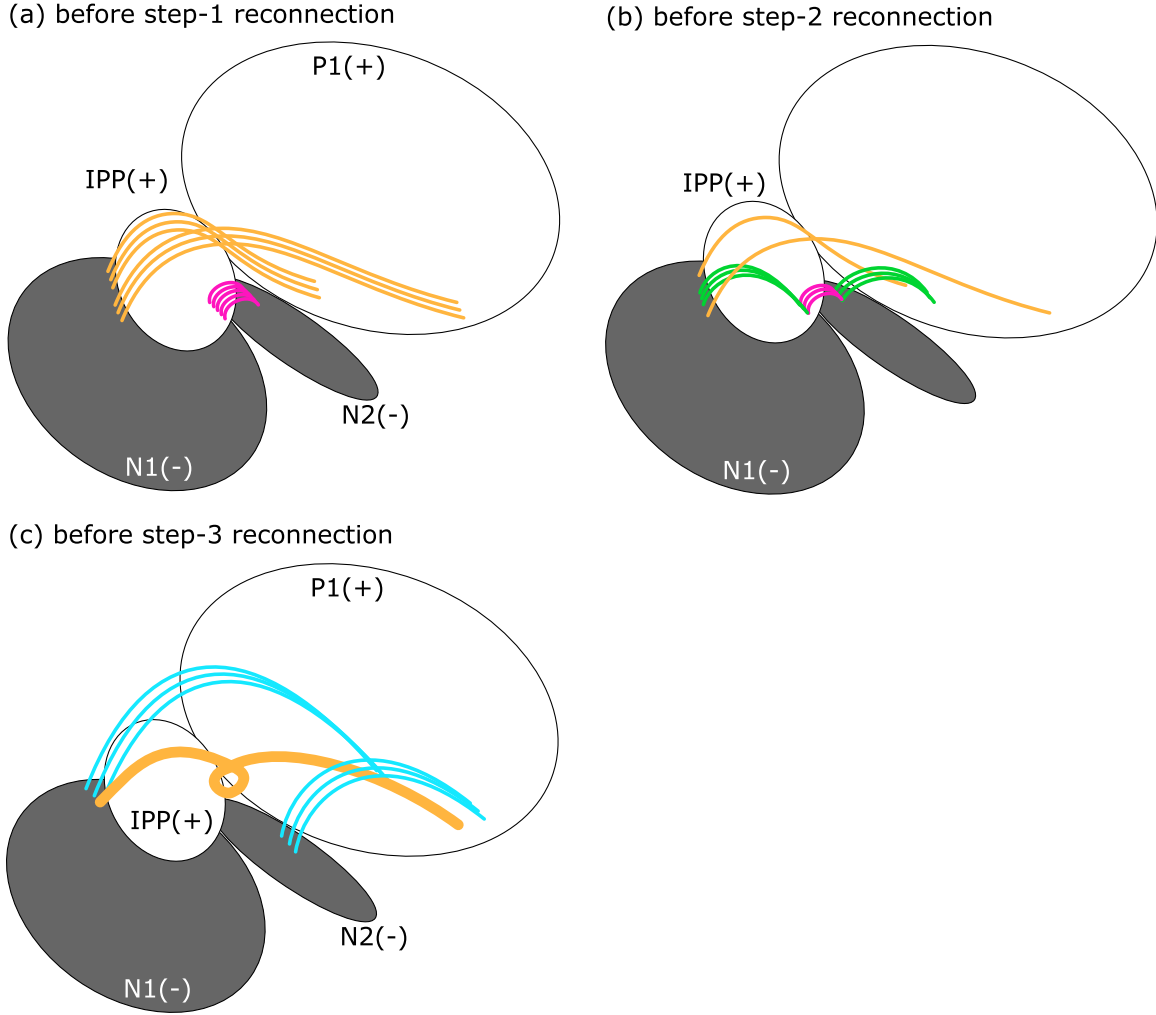 (a) before step-1 reconnection
P1(+)
IPP(+)
N2(-)
N1(-)
(b) before step-2 reconnection
IPP(+)
N1(-)
(c) before step-3 reconnection
P1(+)
IPP(+)
N2(-)
N1(-)